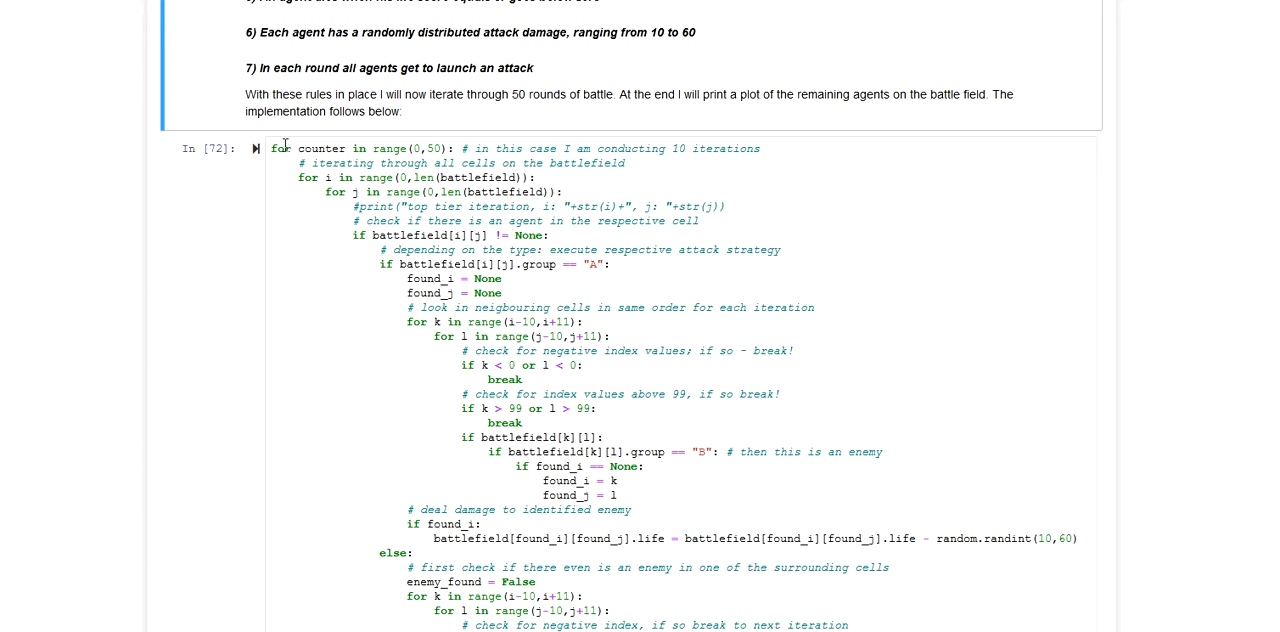 6) Each agent has a randomly distributed attack damage, ranging from 10 to 60
7) In each round all agents get to launch an attack
With these rules in place I will now iterate through 50 rounds of battle. At the end I will print a plot of the remaining agents on the battle field. The
implementation follows below:
In [72]: for counter in range(0,50): # in this case I am conducting 10 iterations
# iterating through all cells on the battlefield
for i in range(0,len(battlefield)):
for j in range(0,len(battlefield)):
#print("top tier iteration, i: "+str(i)+", j: "+str(j))
# check if there is an agent in the respective cell
if battlefield[i][j] != None:
# depending on the type: execute respective attack strategy
if battlefield[i][j].group == "A":
found_i = None
found_j = None
# look in neigbouring cells in same order for each iteration
for k in range(i-10,i+11):
for l in range(j-10,j+11):
# check for negative index values; if so - break!
if k < 0 or l < 0:
break
# check for index values above 99, if so break!
if k > 99 or l > 99:
break
if battlefield[k][l]:
if battlefield[k][l].group == "B": # then this is an enemy
if found_i == None:
found_i = k
found_j = l
# deal damage to identified enemy
if found_i:
battlefield[found_i][found_j].life = battlefield[found_i][found_j].life - random.randint(10,60)
else:
# first check if there even is an enemy in one of the surrounding cells
enemy_found = False
for k in range(i-10,i+11):
for l in range(j-10,j+11):
# check for negative index, if so break to next iteration